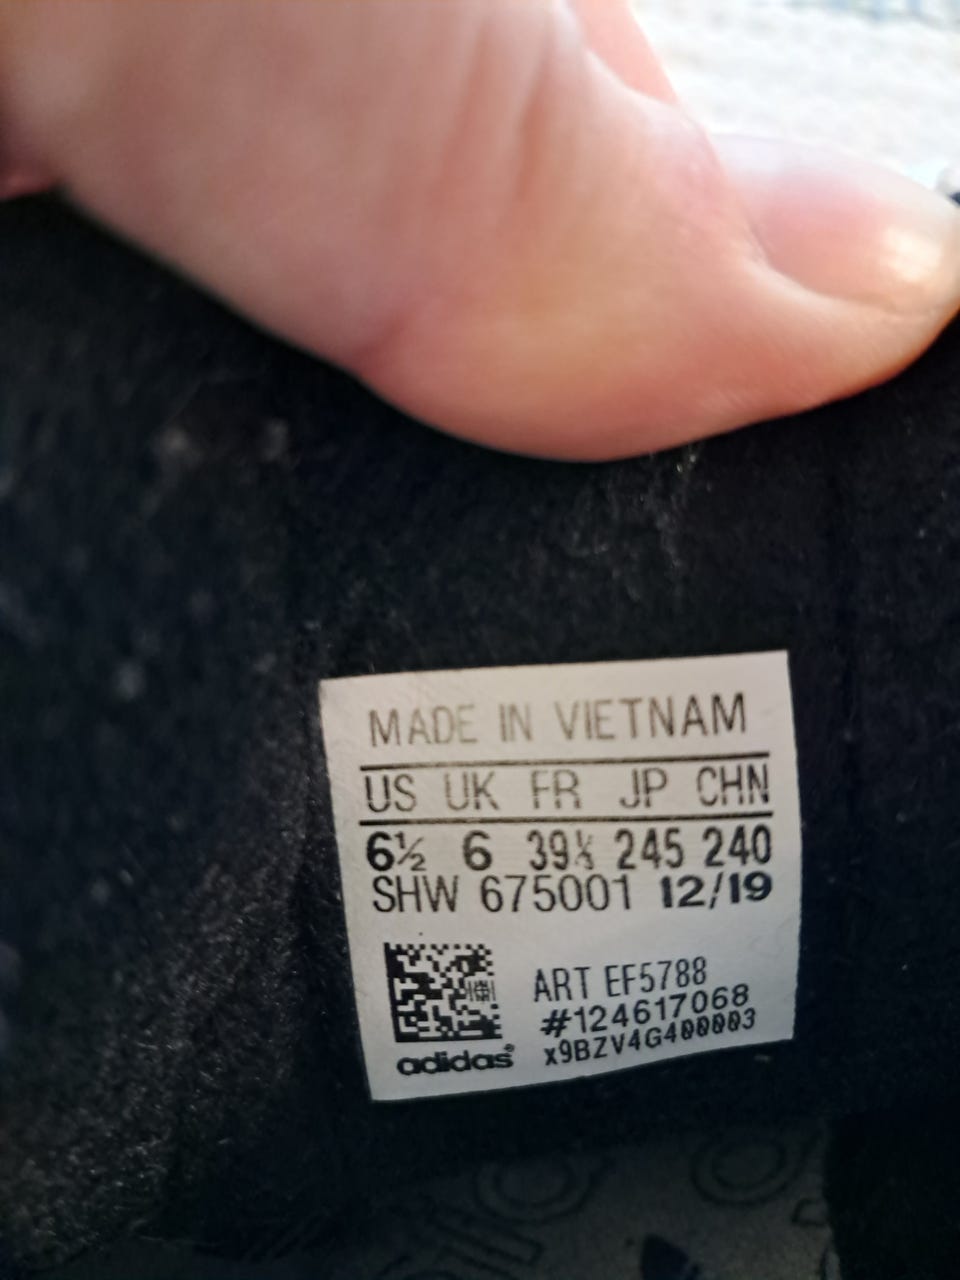 MADE IN VIETNAM
US UK FR JP CHN
6½ 6 39⅓ 245 240
SHW 675001 12/19
ART EF5788
#124617068
x9BZV4G400003
adidas®